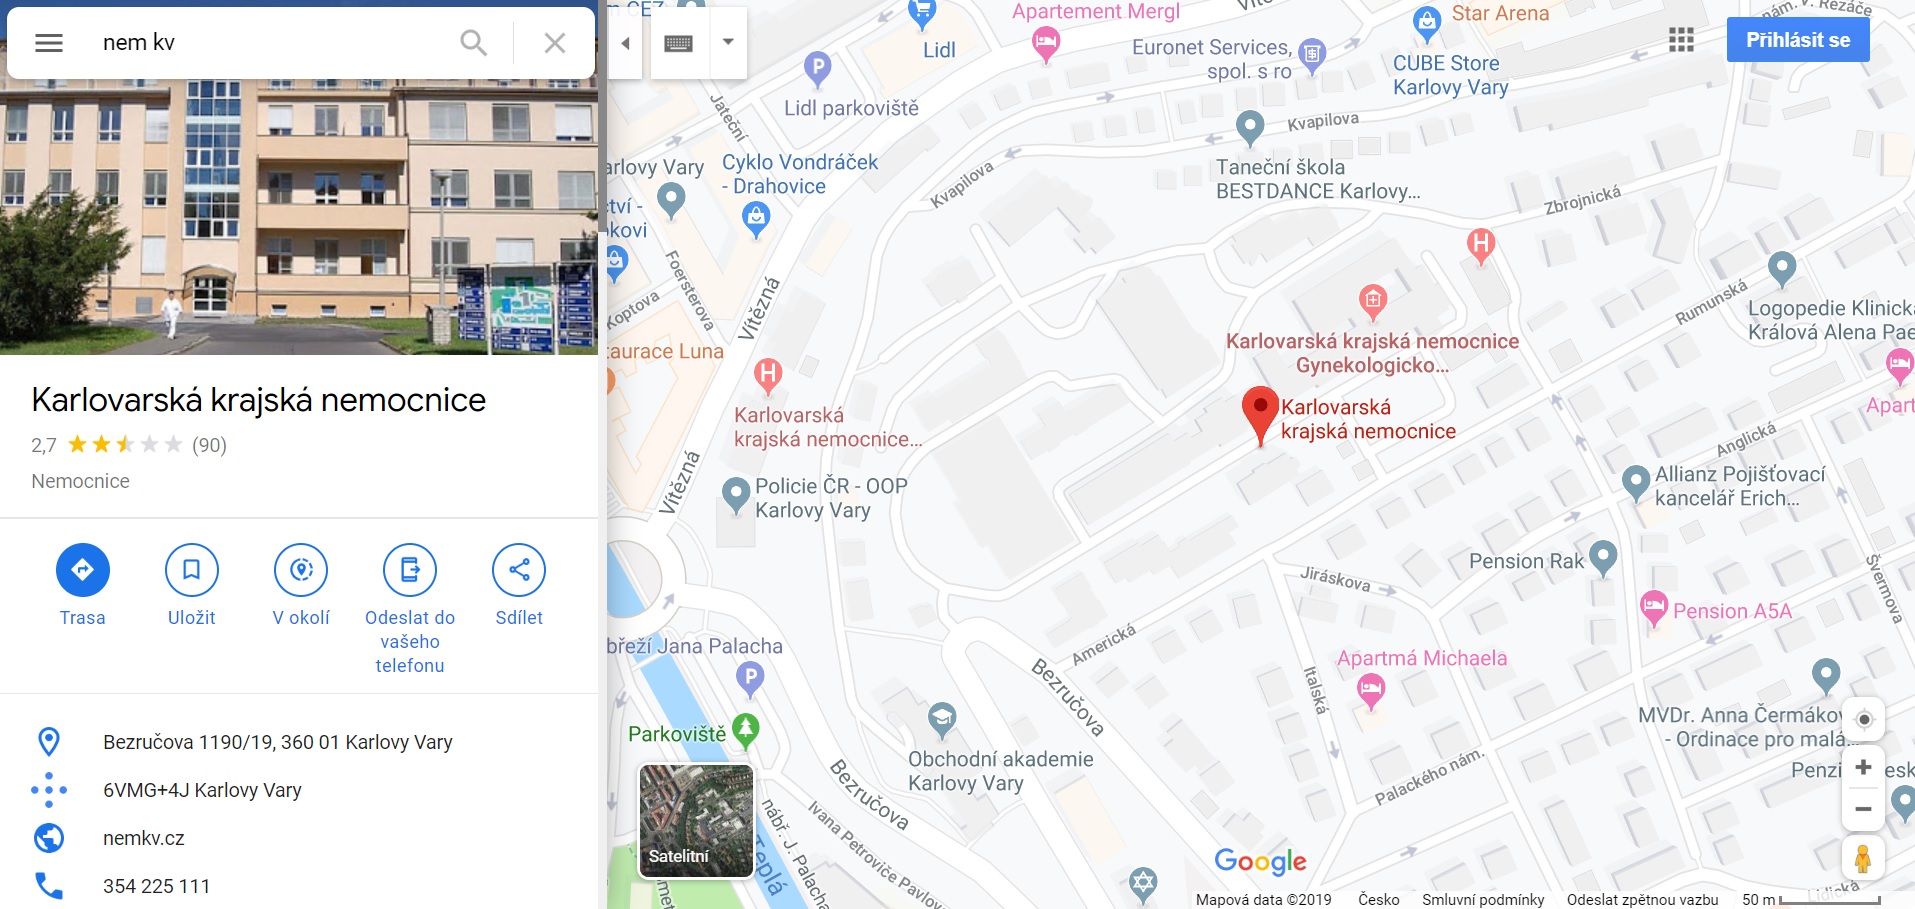 nem kv
Karlovarská krajská nemocnice
2,7
(90)
Nemocnice
Trasa
Uložit
V okolí
Odeslat do
vašeho
telefonu
Sdílet
Bezručova 1190/19, 360 01 Karlovy Vary
6VMG+4J Karlovy Vary
nemkv.cz
354 225 111
Přihlásit se
Apartement Mergl
Star Arena
nám. V. Řezáče
Lidl
Euronet Services,
spol. s ro
CUBE Store
Karlovy Vary
P
Lidl parkoviště
Jateční
Kvapilova
Cyklo Vondráček
- Drahovice
arlovy Vary
Taneční škola
BESTDANCE Karlovy...
Kvapilova
Zbrojnická
ctví -
Foersterova
H
Koptova
Vítězná
Rumunská
Logopedie Klinická
Králová Alena Pae
taurace Luna
Karlovarská krajská nemocnice
Gynekologicko...
H
Karlovarská
krajská nemocnice...
Karlovarská
krajská nemocnice
Apart
Anglická
Vítězná
Policie ČR - OOP
Karlovy Vary
Allianz Pojišťovací
kancelář Erich...
Pension Rak
Jiráskova
Švermova
Pension A5A
Americká
břeží Jana Palacha
P
Bezručova
Apartmá Michaela
Italská
Parkoviště
Obchodní akademie
Karlovy Vary
MVDr. Anna Čermákov
- Ordinace pro malá...
Palackého nám.
Bezručova
nábř. J. Palacha
Ivana Petroviče Pavlov
Teplá
Satelitní
Google
Lidická
Mapová data ©2019
Česko
Smluvní podmínky
Odeslat zpětnou vazbu
50 m